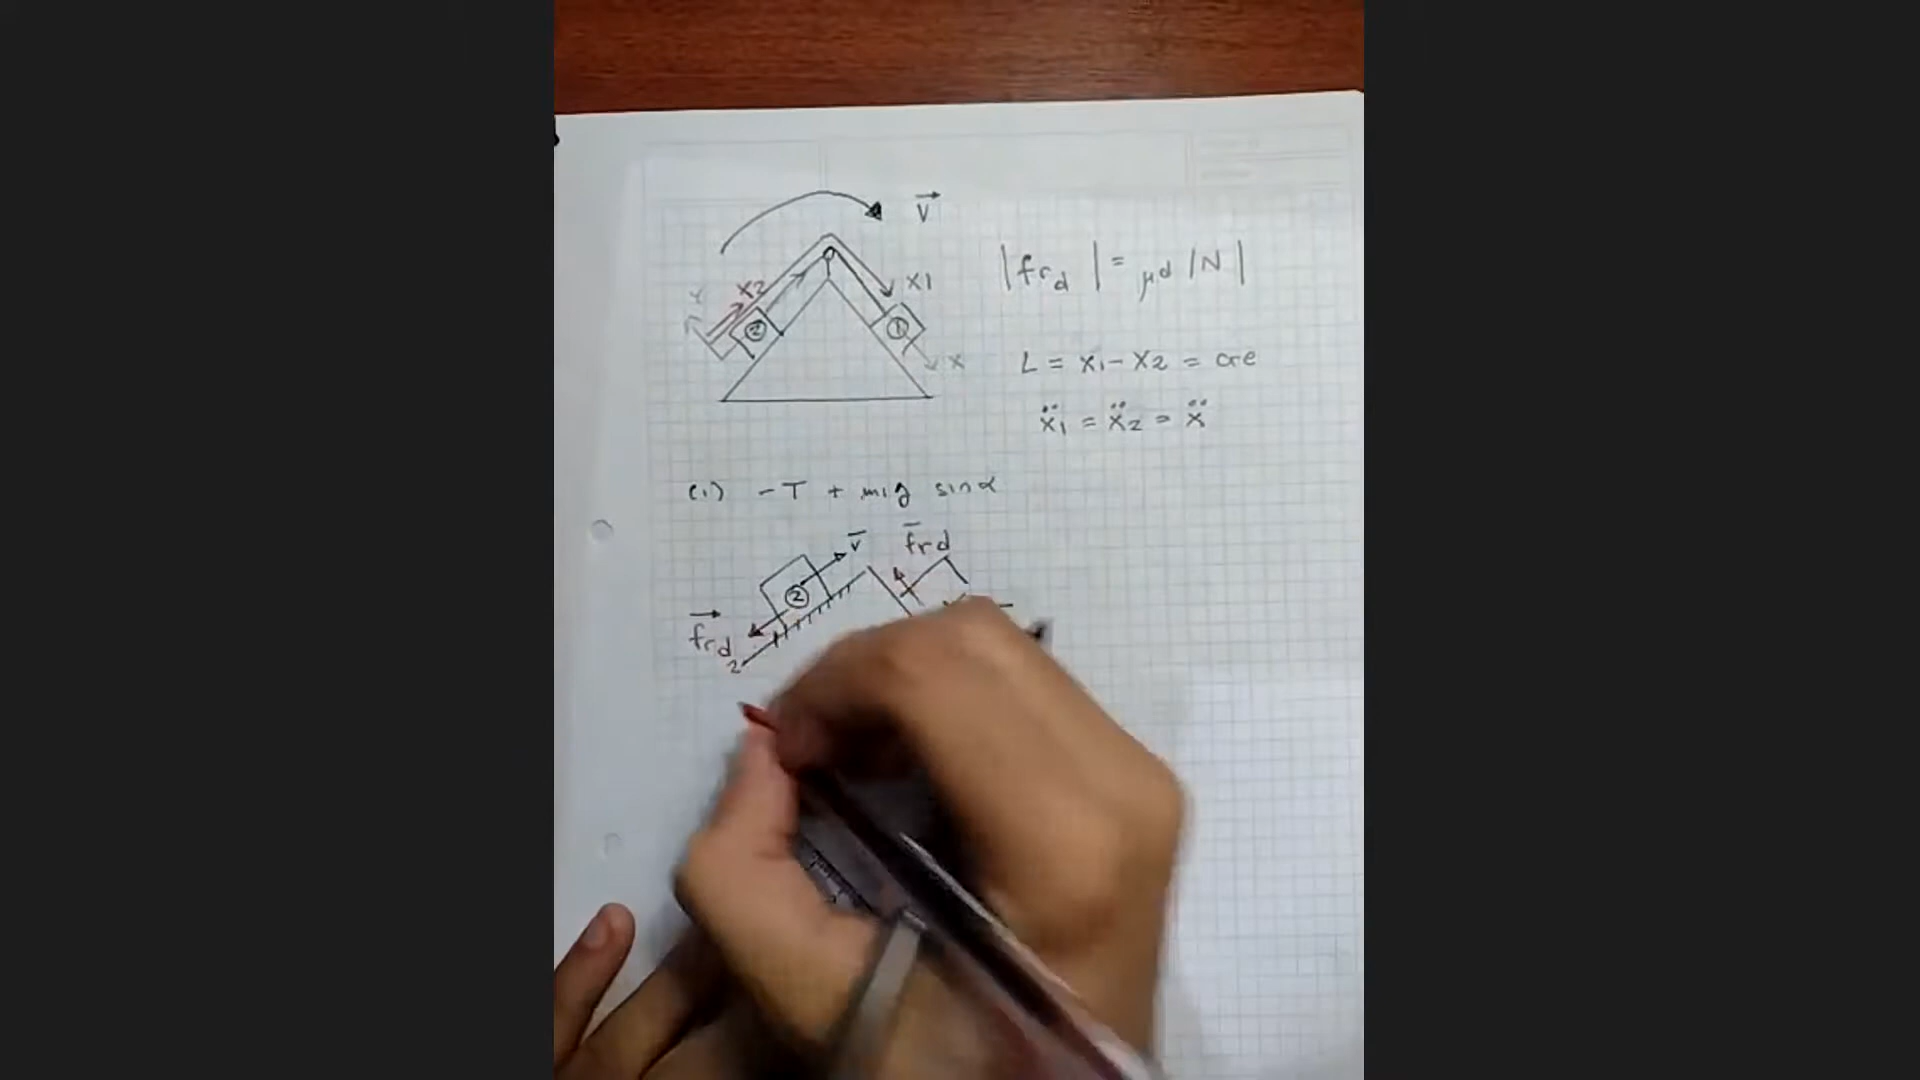 V
X2
X1
|frd| = μd |N|
②
①
x
L = x1 - x2 = cte
ẍ1 = ẍ2 = ẍ
(1) -T + m1g sinα
V
frd
②
frd2